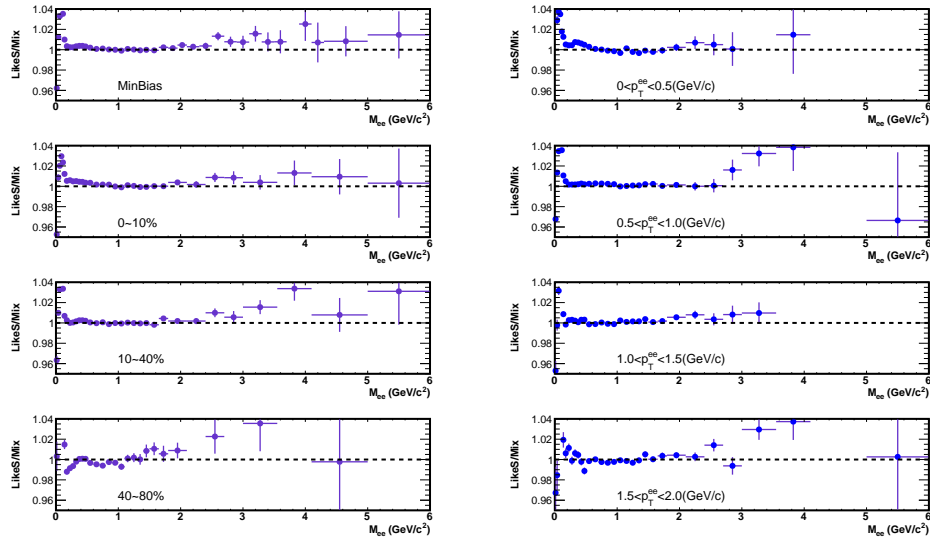 LikeS/Mix
1.04
1.02
1
0.98
0.96
MinBias
0 1 2 3 4 5 6
M_ee (GeV/c²)
LikeS/Mix
1.04
1.02
1
0.98
0.96
0<p_T^ee<0.5(GeV/c)
0 1 2 3 4 5 6
M_ee (GeV/c²)
LikeS/Mix
1.04
1.02
1
0.98
0.96
0~10%
0 1 2 3 4 5 6
M_ee (GeV/c²)
LikeS/Mix
1.04
1.02
1
0.98
0.96
0.5<p_T^ee<1.0(GeV/c)
0 1 2 3 4 5 6
M_ee (GeV/c²)
LikeS/Mix
1.04
1.02
1
0.98
0.96
10~40%
0 1 2 3 4 5 6
M_ee (GeV/c²)
LikeS/Mix
1.04
1.02
1
0.98
0.96
1.0<p_T^ee<1.5(GeV/c)
0 1 2 3 4 5 6
M_ee (GeV/c²)
LikeS/Mix
1.04
1.02
1
0.98
0.96
40~80%
0 1 2 3 4 5 6
M_ee (GeV/c²)
LikeS/Mix
1.04
1.02
1
0.98
0.96
1.5<p_T^ee<2.0(GeV/c)
0 1 2 3 4 5 6
M_ee (GeV/c²)